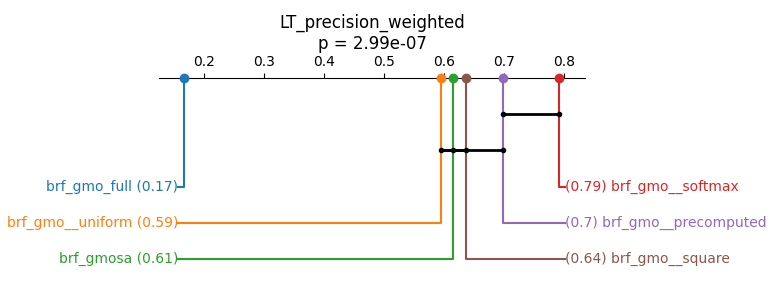 LT_precision_weighted
p = 2.99e-07
0.2 0.3 0.4 0.5 0.6 0.7 0.8
brf_gmo_full (0.17) (0.79) brf_gmo__softmax
brf_gmo__uniform (0.59) (0.7) brf_gmo__precomputed
brf_gmosa (0.61) (0.64) brf_gmo__square